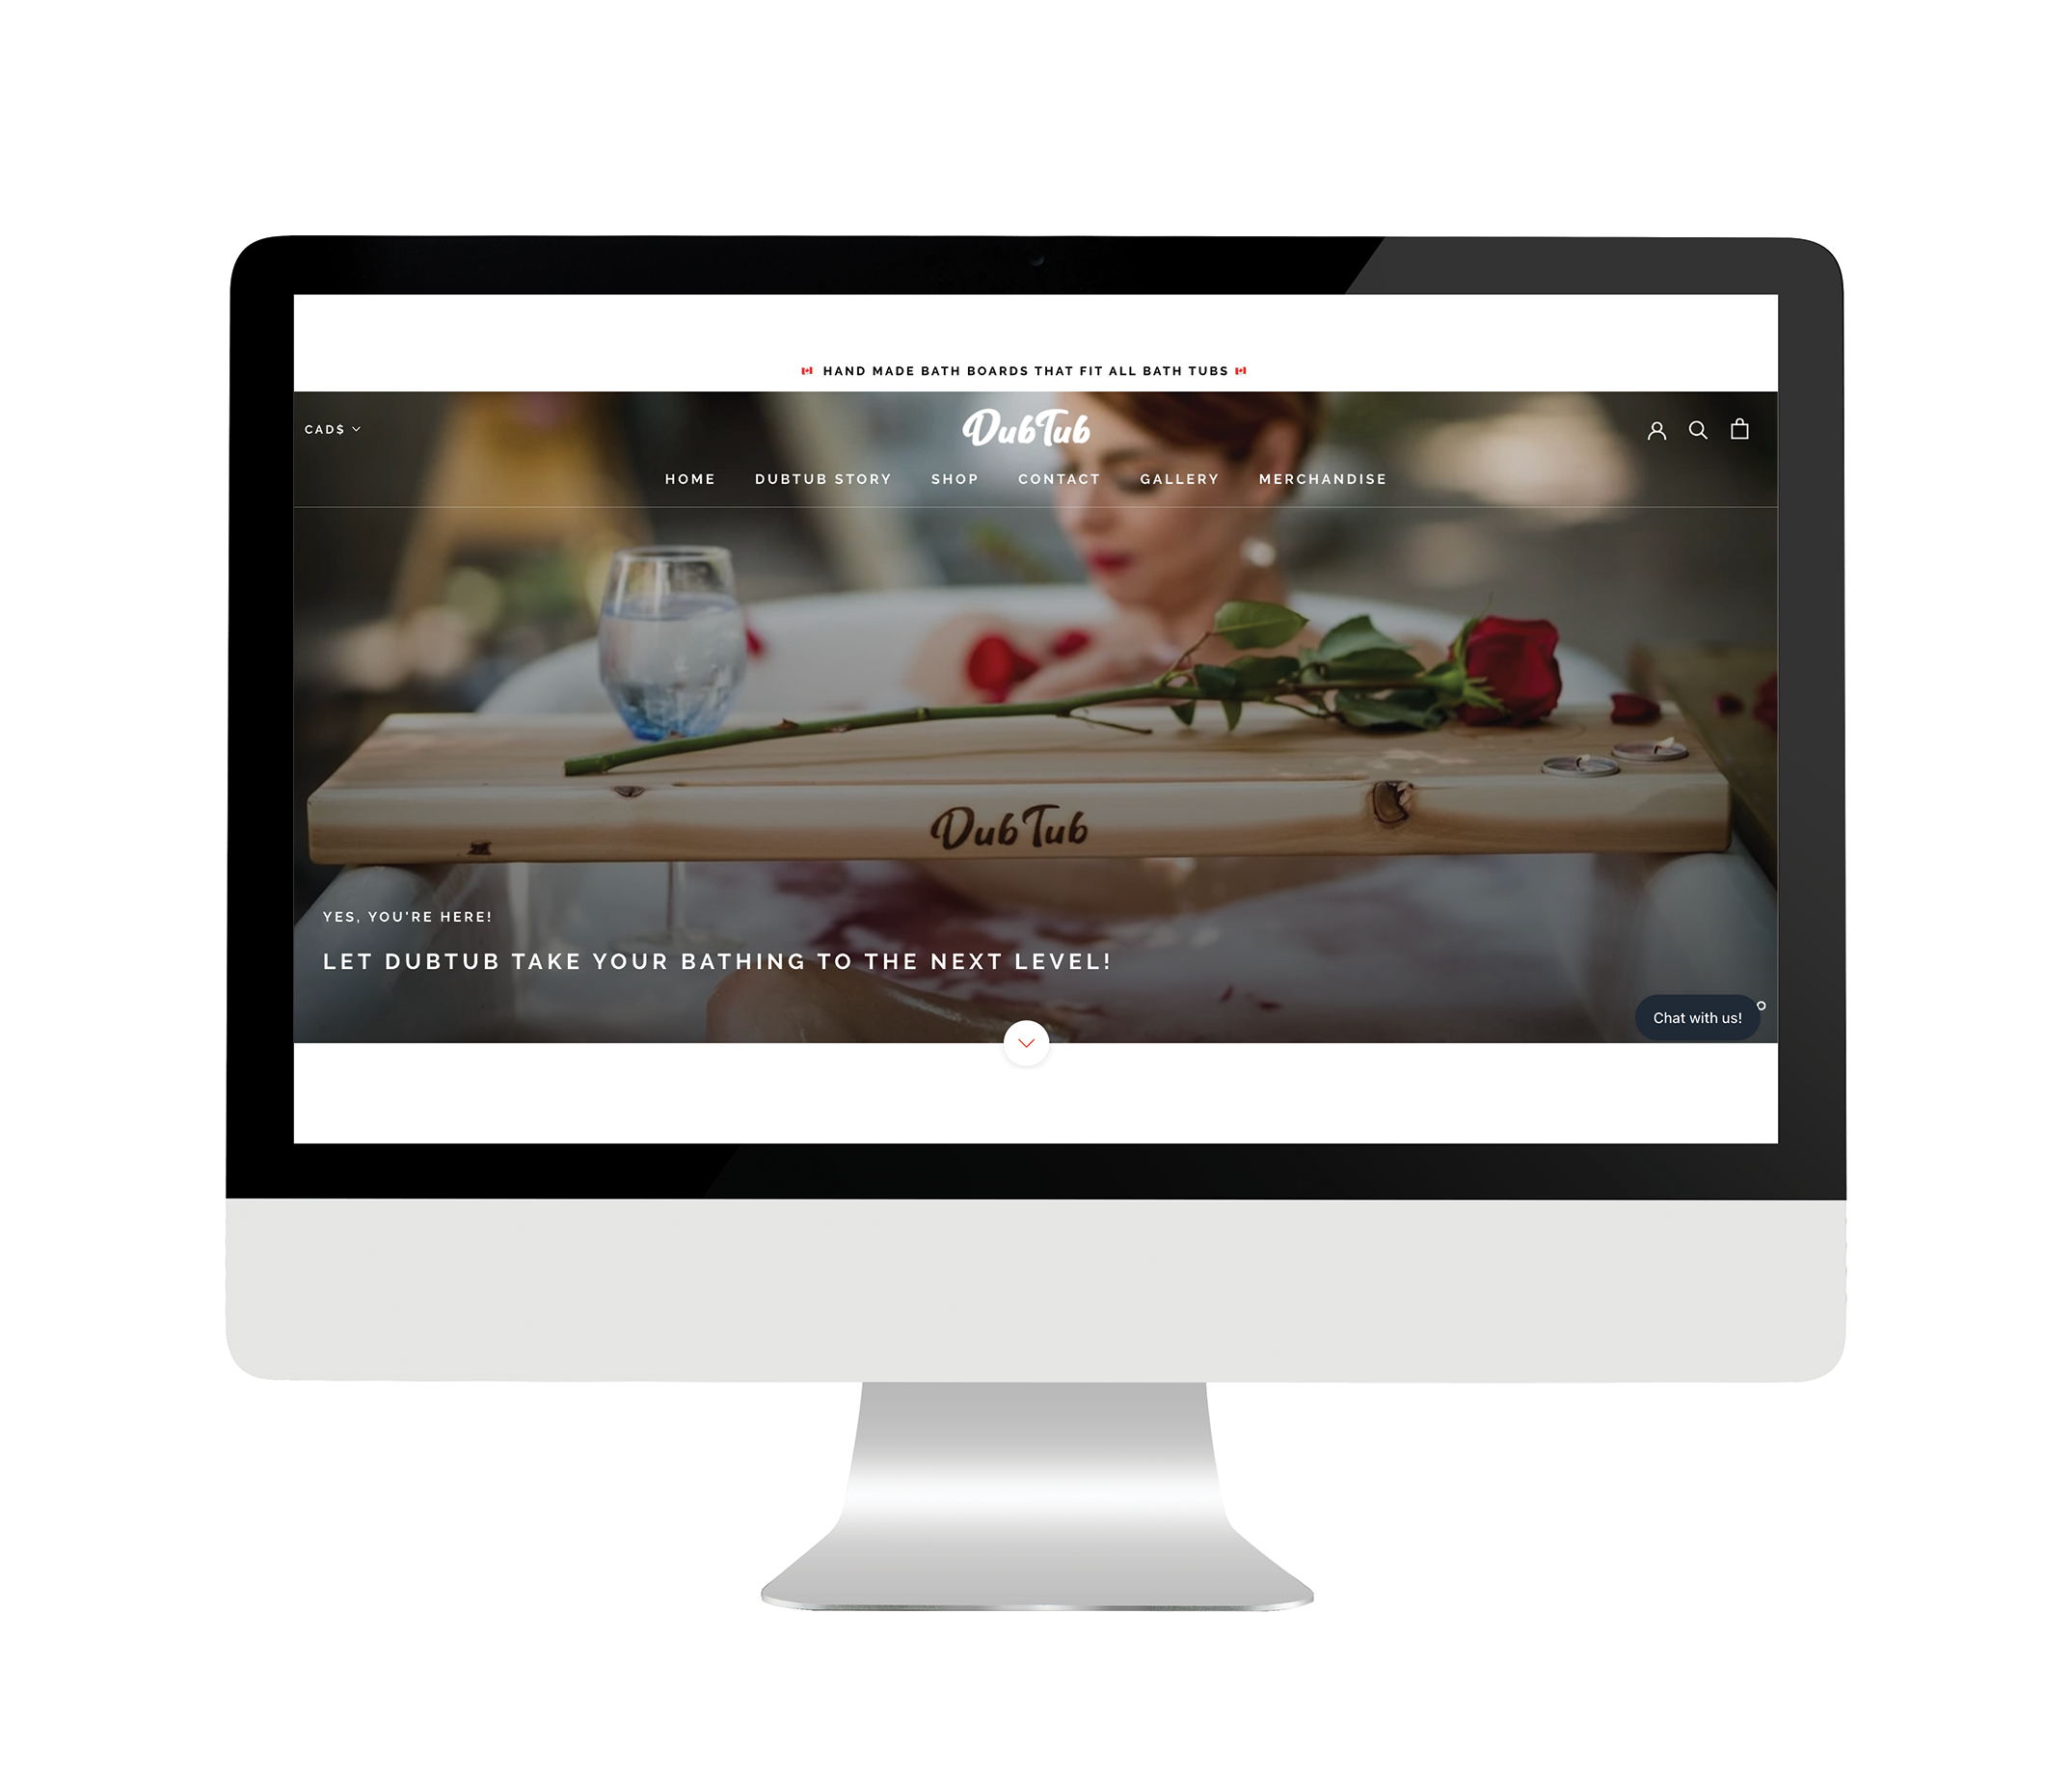 🇨🇦 HAND MADE BATH BOARDS THAT FIT ALL BATH TUBS 🇨🇦
CAD$
DubTub
HOME DUBTUB STORY SHOP CONTACT GALLERY MERCHANDISE
DubTub
YES, YOU'RE HERE!
LET DUBTUB TAKE YOUR BATHING TO THE NEXT LEVEL!
Chat with us!